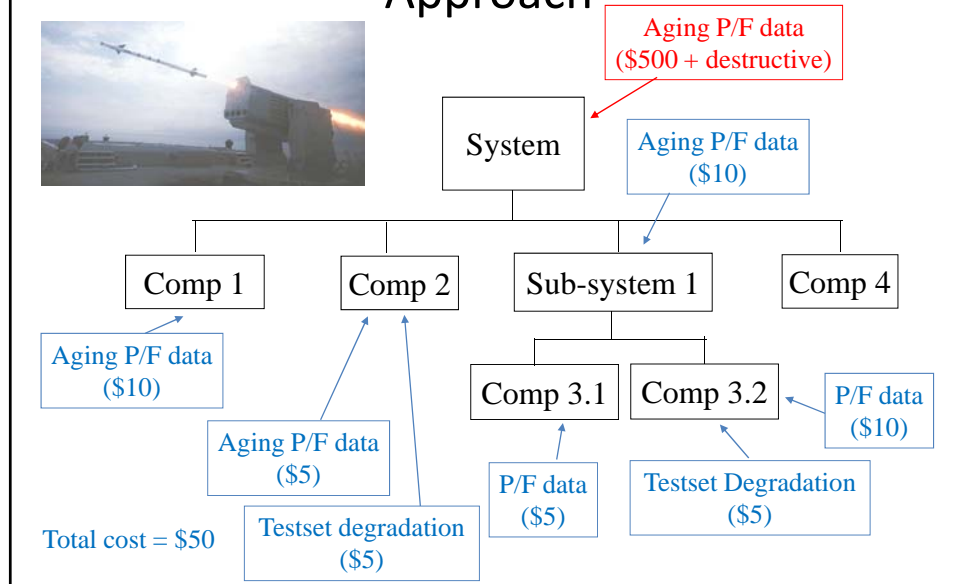 Approach
Aging P/F data
($500 + destructive)
System
Aging P/F data
($10)
Comp 1
Comp 2
Sub-system 1
Comp 4
Aging P/F data
($10)
Comp 3.1
Comp 3.2
P/F data
($10)
Aging P/F data
($5)
P/F data
($5)
Testset Degradation
($5)
Total cost = $50
Testset degradation
($5)